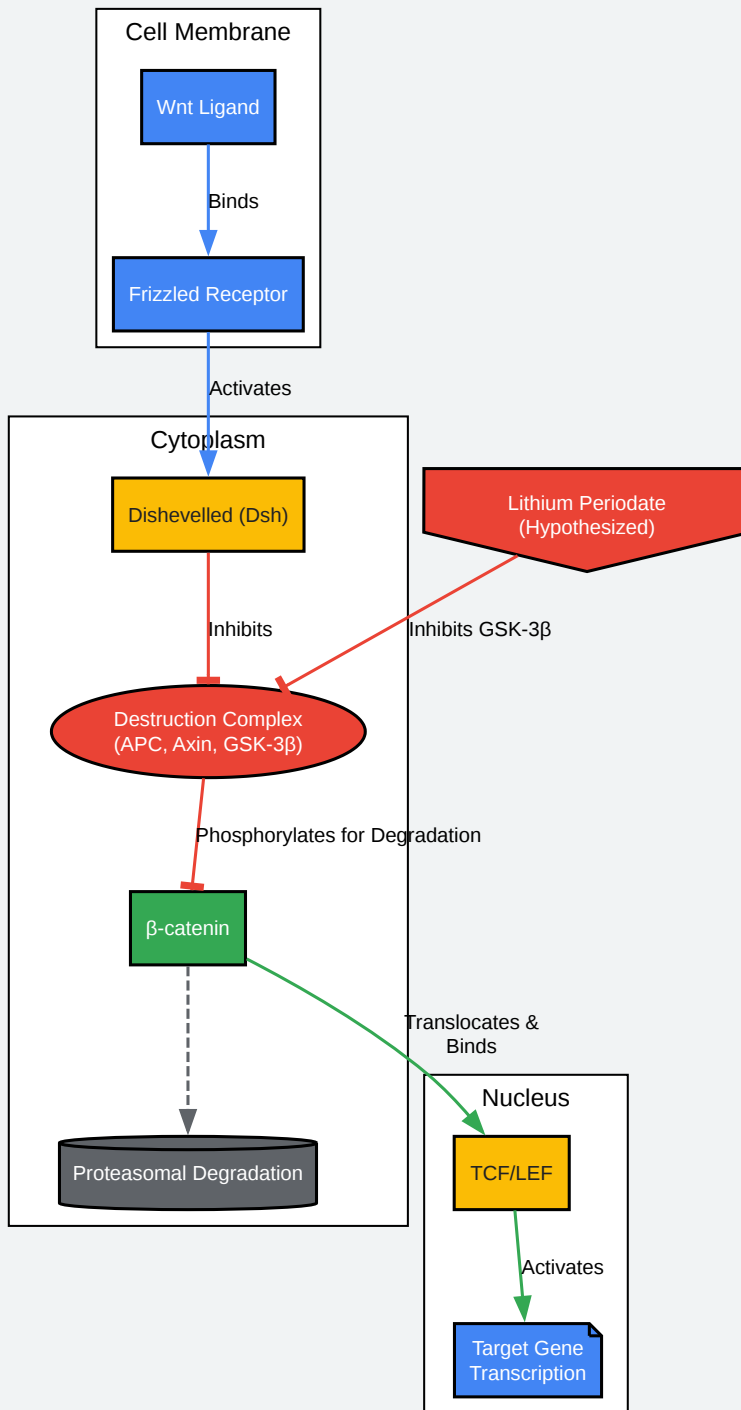 Cell Membrane
Wnt Ligand
Binds
Frizzled Receptor
Activates
Cytoplasm
Dishevelled (Dsh)
Lithium Periodate
(Hypothesized)
Inhibits
Inhibits GSK-3β
Destruction Complex
(APC, Axin, GSK-3β)
Phosphorylates for Degradation
β-catenin
Translocates &
Binds
Nucleus
Proteasomal Degradation
TCF/LEF
Activates
Target Gene
Transcription